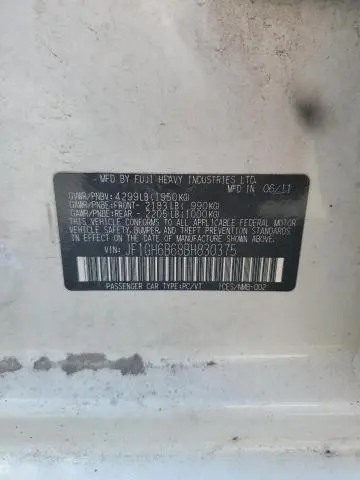 MFD BY FUJI HEAVY INDUSTRIES LTD.
MADE IN 06/11
GVWR/PNBV: 4299LB(1950KG)
GAWR/PNBE:FRONT- 2183LB( 990KG)
GAWR/PNBE:REAR - 2205LB(1000KG)
THIS VEHICLE CONFORMS TO ALL APPLICABLE FEDERAL MOTOR
VEHICLE SAFETY, BUMPER, AND THEFT PREVENTION STANDARDS
IN EFFECT ON THE DATE OF MANUFACTURE SHOWN ABOVE.
VIN: JF1GH6B68BH830375
PASSENGER CAR TYPE:PC/VT ICES/NMB-002